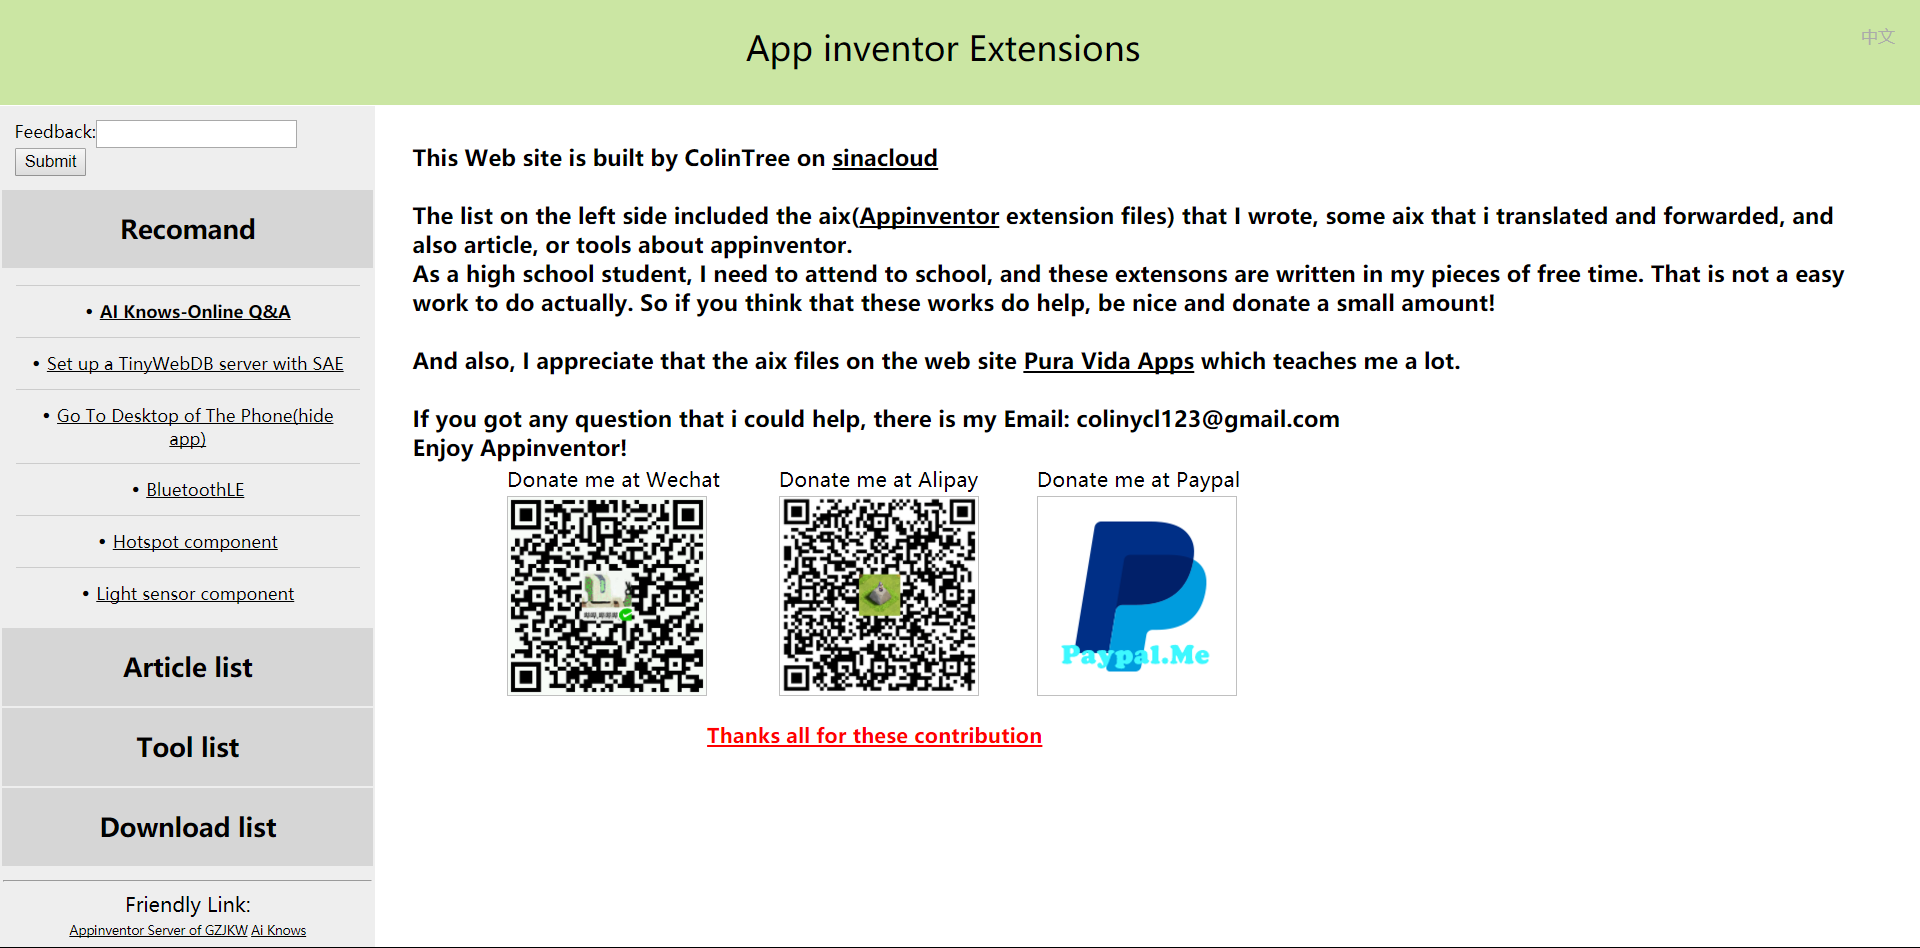 App inventor Extensions
中文
Feedback:
Submit
Recomand
• AI Knows-Online Q&A
• Set up a TinyWebDB server with SAE
• Go To Desktop of The Phone(hide
app)
• BluetoothLE
• Hotspot component
• Light sensor component
Article list
Tool list
Download list
Friendly Link:
Appinventor Server of GZJKW Ai Knows
This Web site is built by ColinTree on sinacloud
The list on the left side included the aix(Appinventor extension files) that I wrote, some aix that i translated and forwarded, and
also article, or tools about appinventor.
As a high school student, I need to attend to school, and these extensons are written in my pieces of free time. That is not a easy
work to do actually. So if you think that these works do help, be nice and donate a small amount!
And also, I appreciate that the aix files on the web site Pura Vida Apps which teaches me a lot.
If you got any question that i could help, there is my Email: colinycl123@gmail.com
Enjoy Appinventor!
Donate me at Wechat
Donate me at Alipay
Donate me at Paypal
Paypal.Me
Thanks all for these contribution